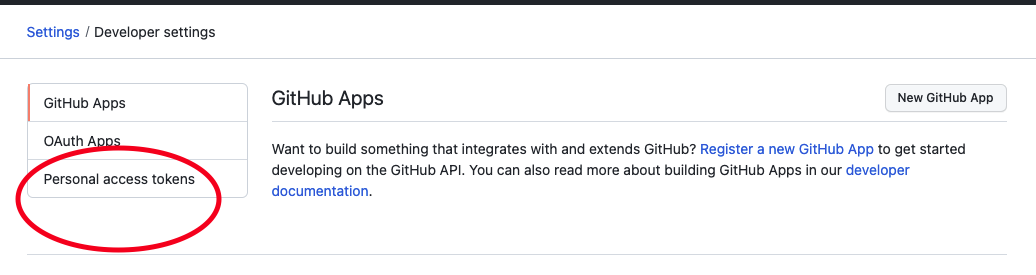 Settings / Developer settings
GitHub Apps
OAuth Apps
Personal access tokens
GitHub Apps
New GitHub App
Want to build something that integrates with and extends GitHub? Register a new GitHub App to get started
developing on the GitHub API. You can also read more about building GitHub Apps in our developer
documentation.